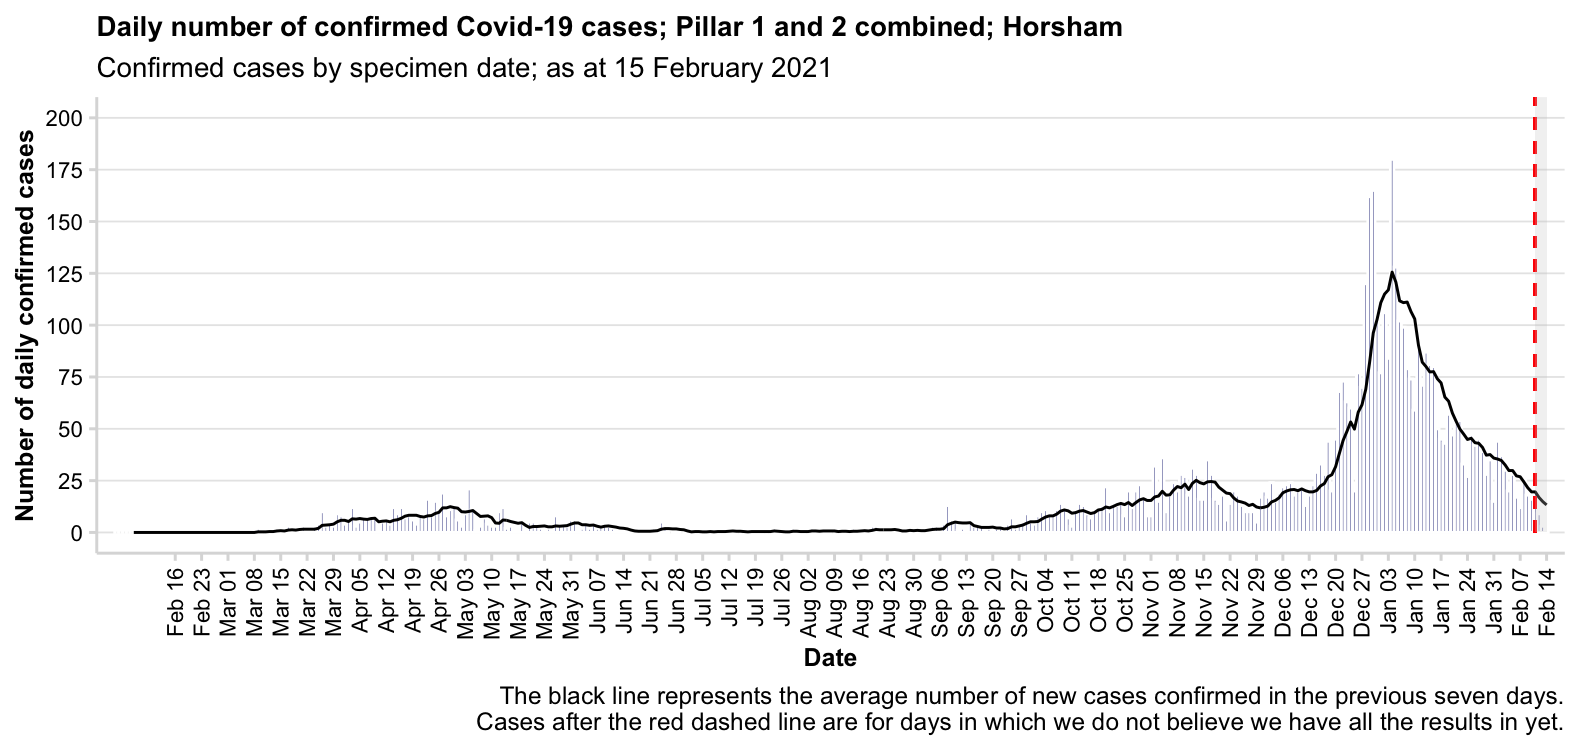 Daily number of confirmed Covid-19 cases; Pillar 1 and 2 combined; Horsham
Confirmed cases by specimen date; as at 15 February 2021
Number of daily confirmed cases
200
175
150
125
100
75
50
25
0
Feb 16
Feb 23
Mar 01
Mar 08
Mar 15
Mar 22
Mar 29
Apr 05
Apr 12
Apr 19
Apr 26
May 03
May 10
May 17
May 24
May 31
Jun 07
Jun 14
Jun 21
Jun 28
Jul 05
Jul 12
Jul 19
Jul 26
Aug 02
Aug 09
Aug 16
Aug 23
Aug 30
Sep 06
Sep 13
Sep 20
Sep 27
Oct 04
Oct 11
Oct 18
Oct 25
Nov 01
Nov 08
Nov 15
Nov 22
Nov 29
Dec 06
Dec 13
Dec 20
Dec 27
Jan 03
Jan 10
Jan 17
Jan 24
Jan 31
Feb 07
Feb 14
Date
The black line represents the average number of new cases confirmed in the previous seven days.
Cases after the red dashed line are for days in which we do not believe we have all the results in yet.